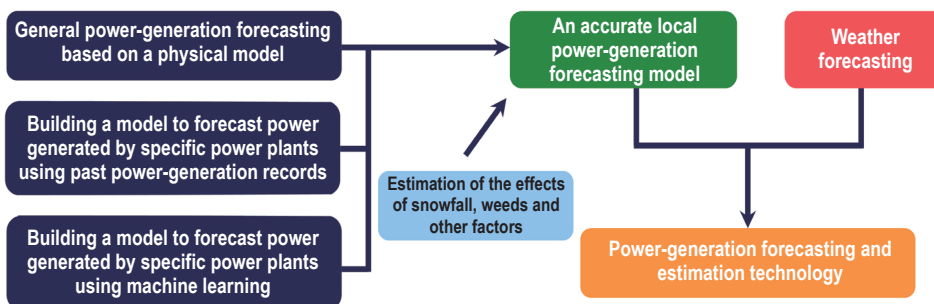 General power-generation forecasting
based on a physical model
Building a model to forecast power
generated by specific power plants
using past power-generation records
Building a model to forecast power
generated by specific power plants
using machine learning
An accurate local
power-generation
forecasting model
Estimation of the effects
of snowfall, weeds and
other factors
Weather
forecasting
Power-generation forecasting and
estimation technology